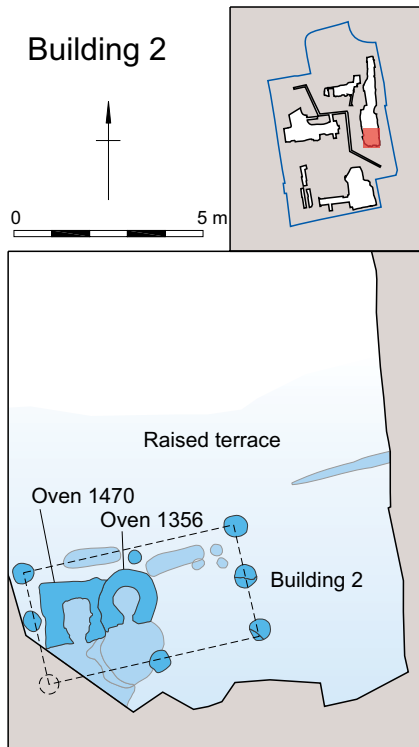 Building 2
0 5 m
Raised terrace
Oven 1470
Oven 1356
Building 2